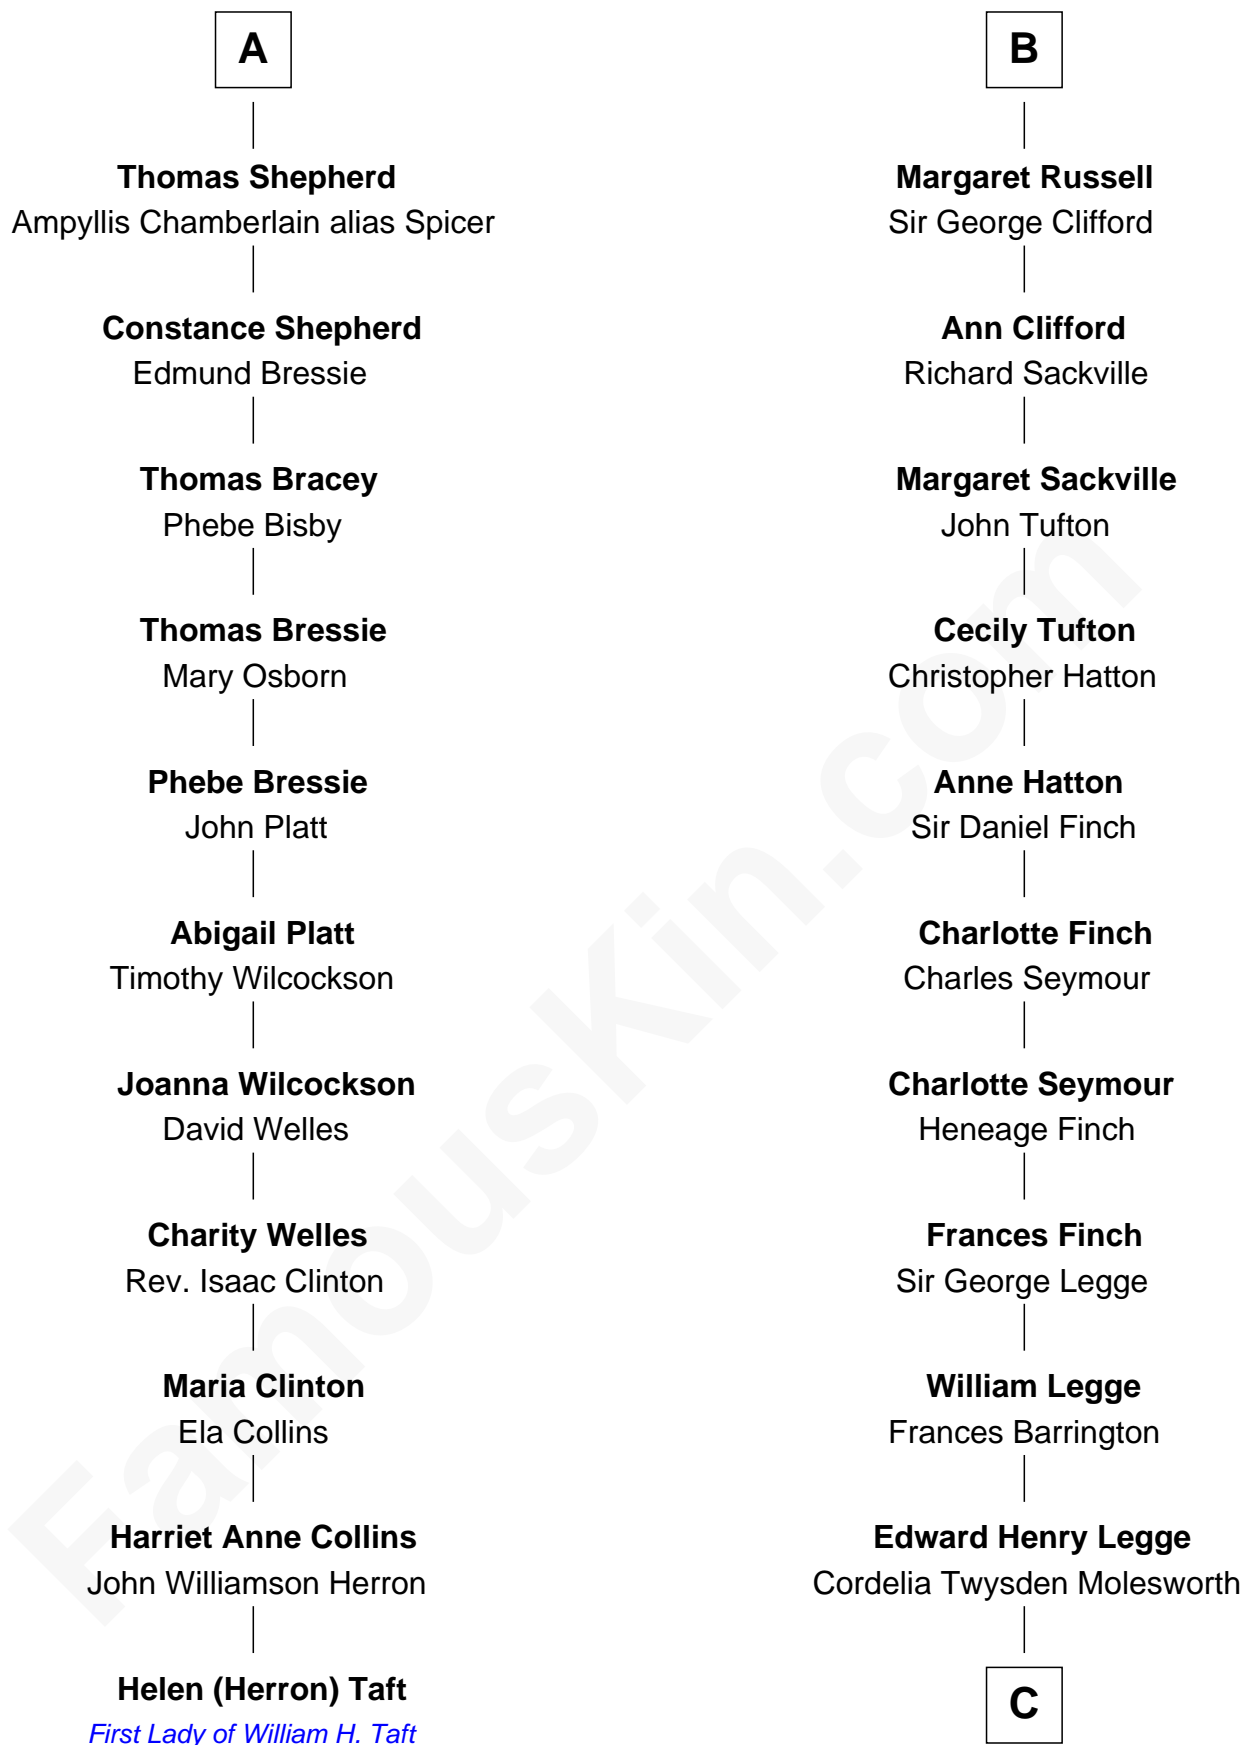 A
Thomas Shepherd
Ampyllis Chamberlain alias Spicer
Constance Shepherd
Edmund Bressie
Thomas Bracey
Phebe Bisby
Thomas Bressie
Mary Osborn
Phebe Bressie
John Platt
Abigail Platt
Timothy Wilcockson
Joanna Wilcockson
David Welles
Charity Welles
Rev. Isaac Clinton
Maria Clinton
Ela Collins
Harriet Anne Collins
John Williamson Herron
Helen (Herron) Taft
First Lady of William H. Taft
B
Margaret Russell
Sir George Clifford
Ann Clifford
Richard Sackville
Margaret Sackville
John Tufton
Cecily Tufton
Christopher Hatton
Anne Hatton
Sir Daniel Finch
Charlotte Finch
Charles Seymour
Charlotte Seymour
Heneage Finch
Frances Finch
Sir George Legge
William Legge
Frances Barrington
Edward Henry Legge
Cordelia Twysden Molesworth
C
FamousKin.com